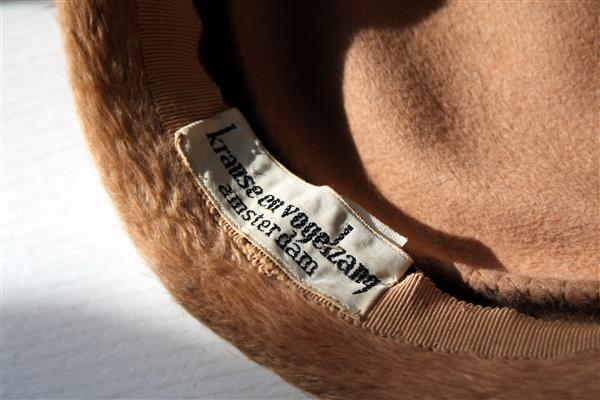 krause en vogelzang
amsterdam